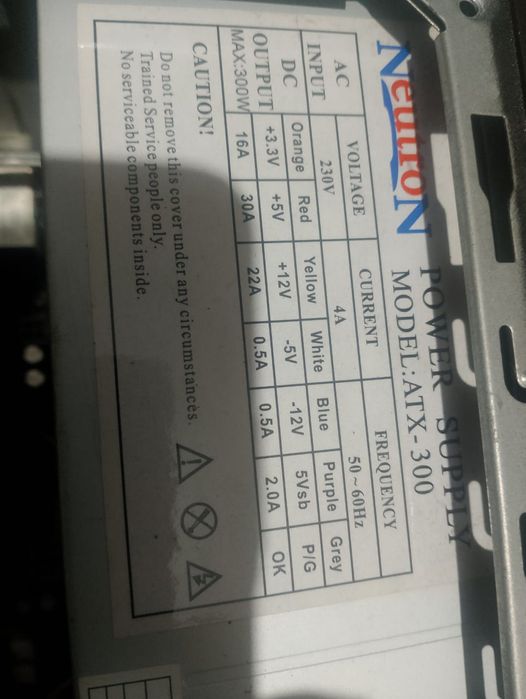 NeutroN POWER SUPPLY
MODEL:ATX-300
AC INPUT VOLTAGE CURRENT FREQUENCY
230V 4A 50~60Hz
DC OUTPUT Orange Red Yellow White Blue Purple Grey
+3.3V +5V +12V -5V -12V 5Vsb P/G
MAX:300W 16A 30A 22A 0.5A 0.5A 2.0A OK
CAUTION!
Do not remove this cover under any circumstances.
Trained Service people only.
No serviceable components inside.